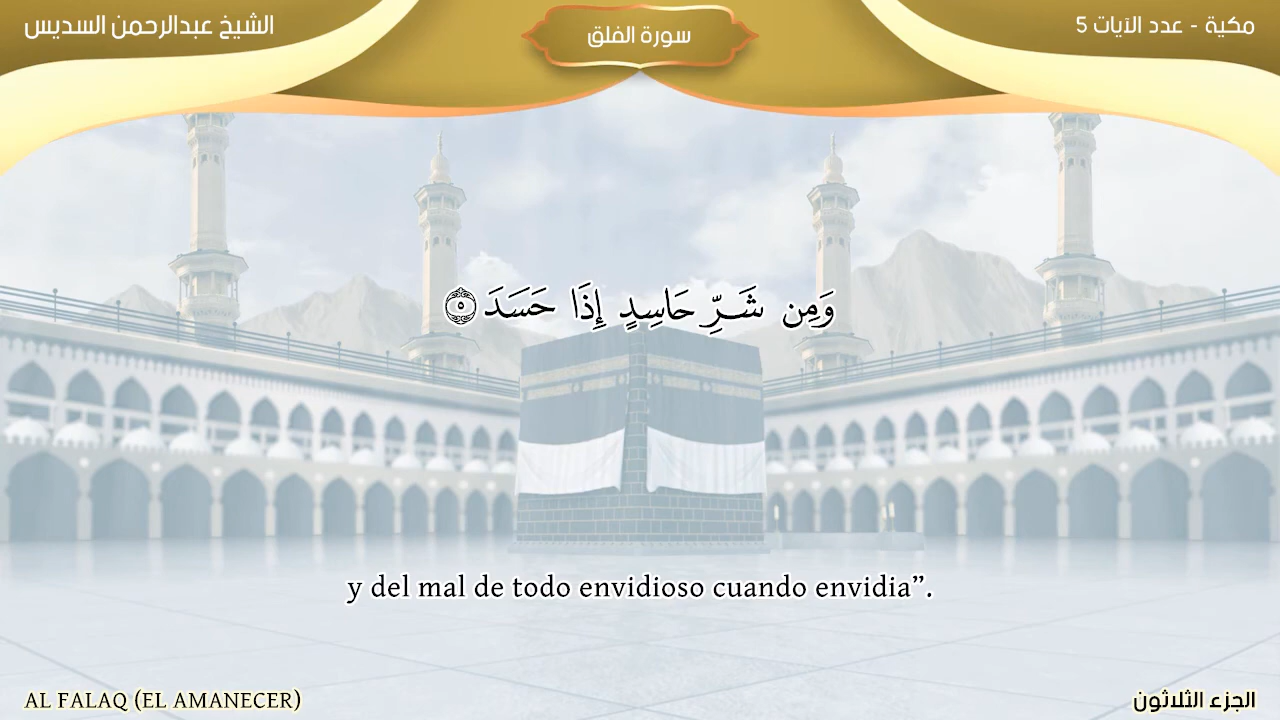 الشيخ عبدالرحمن السديس
سورة الفلق
مكية - عدد الآيات 5
وَمِن شَرِّ حَاسِدٍ إِذَا حَسَدَ ٥
y del mal de todo envidioso cuando envidia”.
AL FALAQ (EL AMANECER)
الجزء الثلاثون